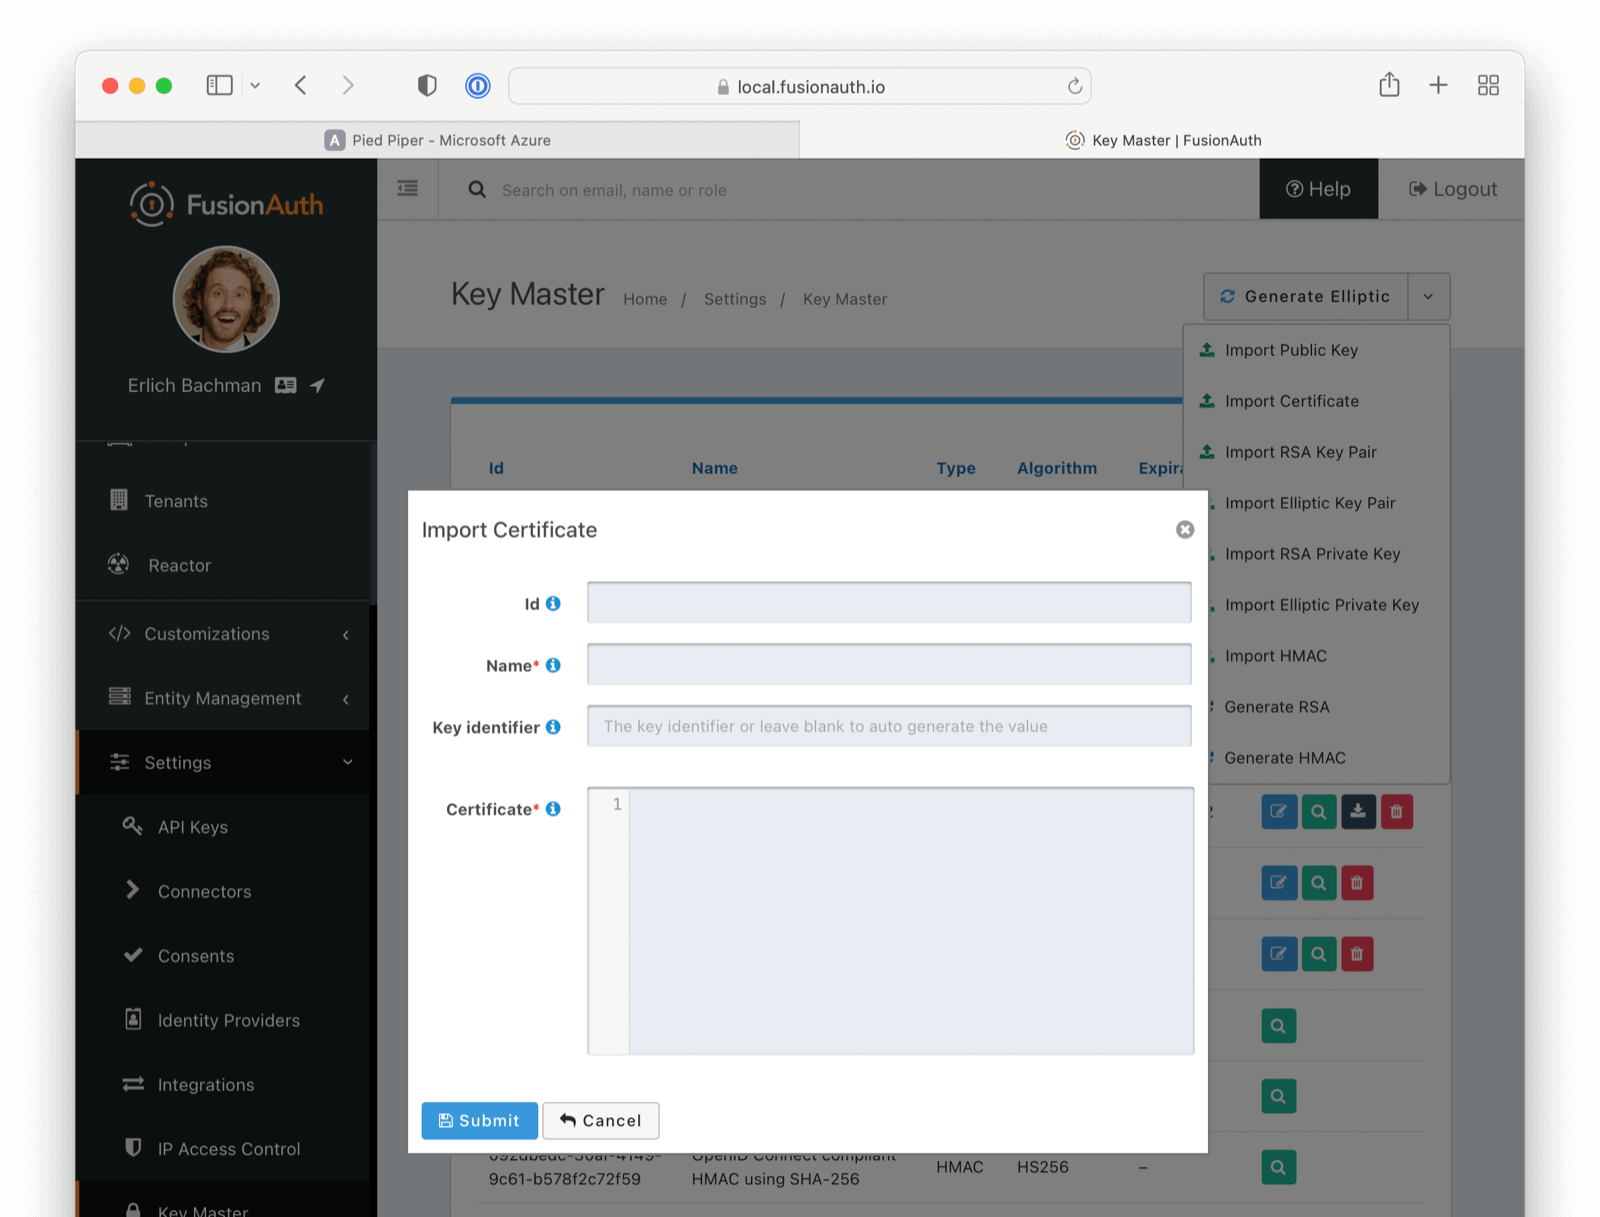 local.fusionauth.io
A Pied Piper - Microsoft Azure
Key Master | FusionAuth
FusionAuth
Search on email, name or role
Help
Logout
Erlich Bachman
Key Master
Home / Settings / Key Master
Generate Elliptic
Import Public Key
Import Certificate
Import RSA Key Pair
Import Elliptic Key Pair
Import RSA Private Key
Import Elliptic Private Key
Import HMAC
Generate RSA
Generate HMAC
Tenants
Reactor
Customizations
Entity Management
Settings
API Keys
Connectors
Consents
Identity Providers
Integrations
IP Access Control
Key Master
Id Name Type Algorithm
Import Certificate
Id
Name*
Key identifier
The key identifier or leave blank to auto generate the value
Certificate*
1
Submit
Cancel
OpenID Connect compliant
9c61-b578f2c72f59 HMAC using SHA-256 HMAC HS256 –